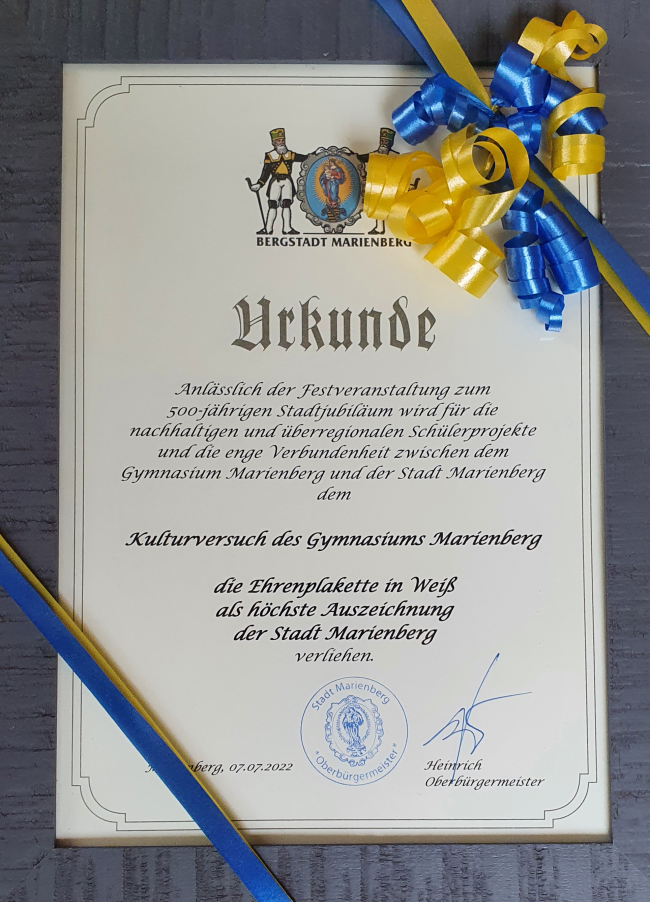 BERGSTADT MARIENBERG
Urkunde
Anlässlich der Festveranstaltung zum
500-jährigen Stadtjubiläum wird für die
nachhaltigen und überregionalen Schülerprojekte
und die enge Verbundenheit zwischen dem
Gymnasium Marienberg und der Stadt Marienberg
dem
Kulturversuch des Gymnasiums Marienberg
die Ehrenplakette in Weiß
als höchste Auszeichnung
der Stadt Marienberg
verliehen.
Stadt Marienberg
* Oberbürgermeister *
07.07.2022
Heinrich
Oberbürgermeister